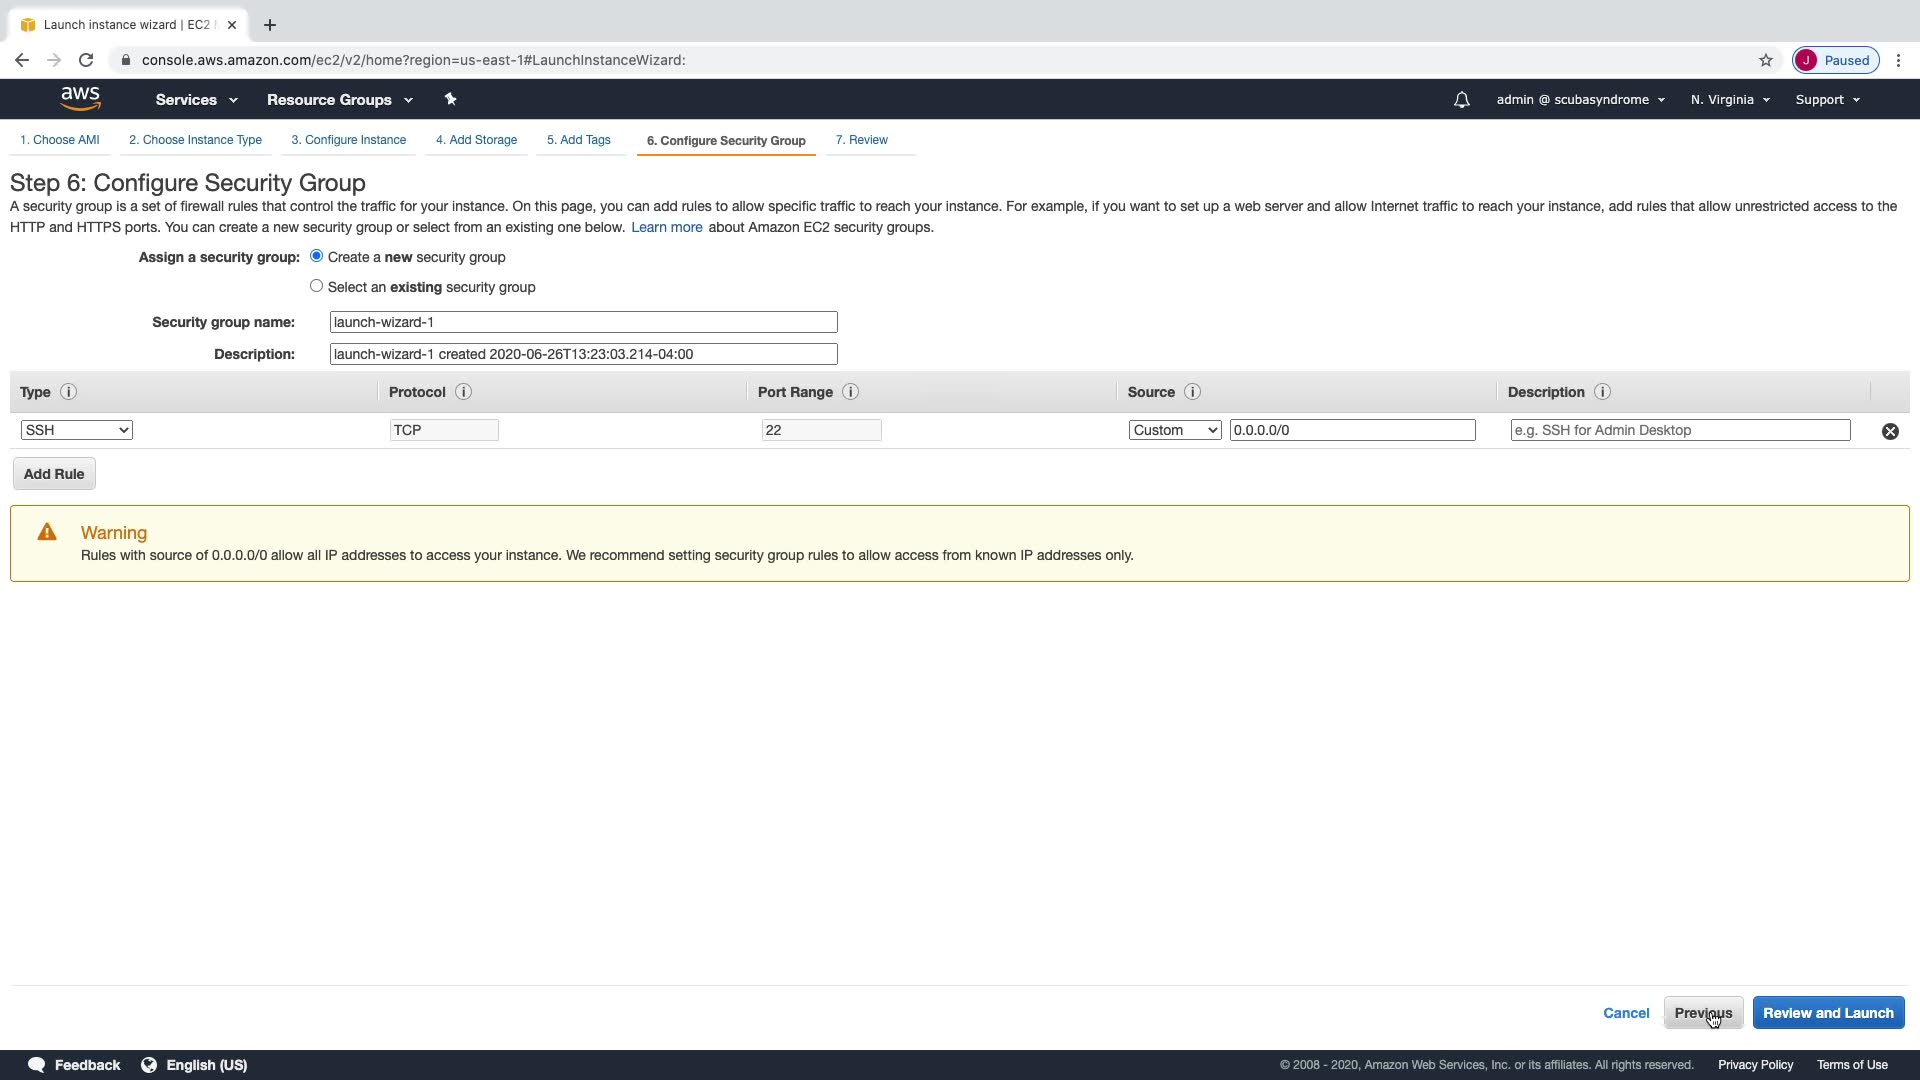 Launch instance wizard | EC2
console.aws.amazon.com/ec2/v2/home?region=us-east-1#LaunchInstanceWizard:
J Paused
aws Services Resource Groups admin @ scubasyndrome N. Virginia Support
1. Choose AMI 2. Choose Instance Type 3. Configure Instance 4. Add Storage 5. Add Tags 6. Configure Security Group 7. Review
Step 6: Configure Security Group
A security group is a set of firewall rules that control the traffic for your instance. On this page, you can add rules to allow specific traffic to reach your instance. For example, if you want to set up a web server and allow Internet traffic to reach your instance, add rules that allow unrestricted access to the
HTTP and HTTPS ports. You can create a new security group or select from an existing one below. Learn more about Amazon EC2 security groups.
Assign a security group: Create a new security group
Select an existing security group
Security group name: launch-wizard-1
Description: launch-wizard-1 created 2020-06-26T13:23:03.214-04:00
Type Protocol Port Range Source Description
SSH TCP 22 Custom 0.0.0.0/0 e.g. SSH for Admin Desktop
Add Rule
Warning
Rules with source of 0.0.0.0/0 allow all IP addresses to access your instance. We recommend setting security group rules to allow access from known IP addresses only.
Cancel Previous Review and Launch
Feedback English (US) © 2008 - 2020, Amazon Web Services, Inc. or its affiliates. All rights reserved. Privacy Policy Terms of Use